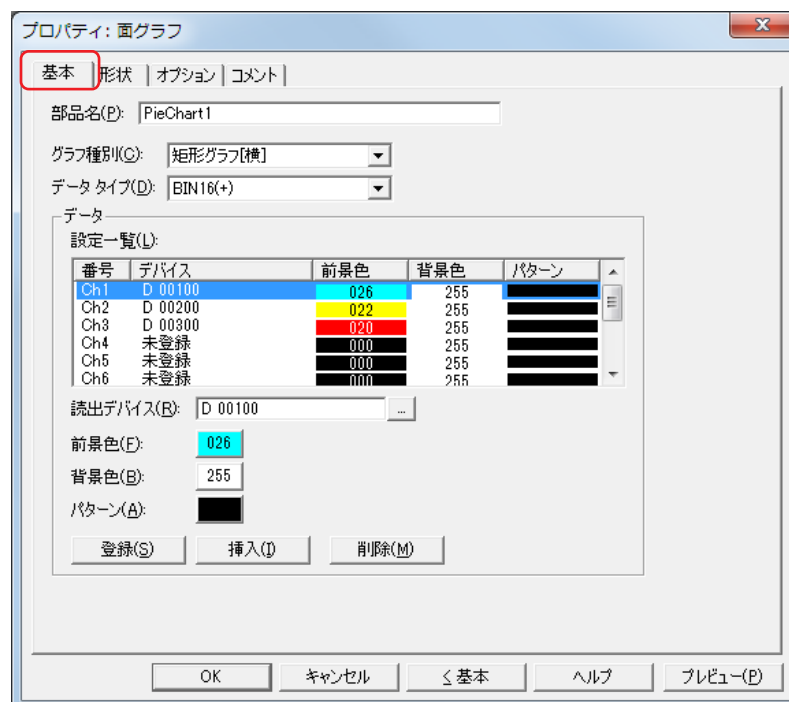 プロパティ: 面グラフ
基本 形状 オプション コメント
部品名(P): PieChart1
グラフ種別(C): 矩形グラフ[横]
データ タイプ(D): BIN16(+)
データ
設定一覧(L):
番号 デバイス 前景色 背景色 パターン
Ch1 D 00100 026 255
Ch2 D 00200 022 255
Ch3 D 00300 020 255
Ch4 未登録 000 255
Ch5 未登録 000 255
Ch6 未登録 000 255
読出デバイス(R): D 00100 ...
前景色(F): 026
背景色(B): 255
パターン(A):
登録(S) 挿入(I) 削除(M)
OK キャンセル ≤ 基本 ヘルプ プレビュー(P)